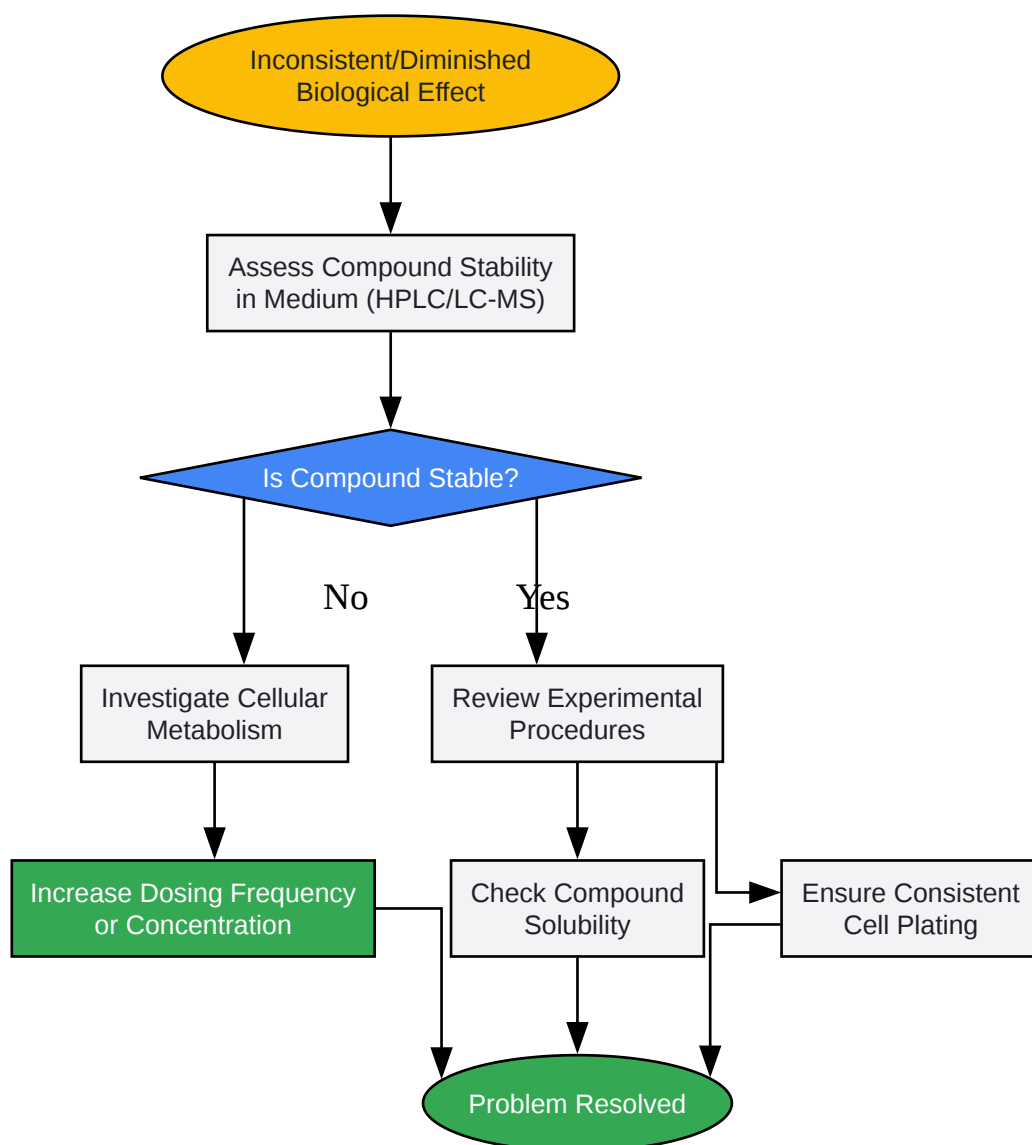 Inconsistent/Diminished
Biological Effect
Assess Compound Stability
in Medium (HPLC/LC-MS)
Is Compound Stable?
No
Yes
Investigate Cellular
Metabolism
Review Experimental
Procedures
Increase Dosing Frequency
or Concentration
Check Compound
Solubility
Ensure Consistent
Cell Plating
Problem Resolved